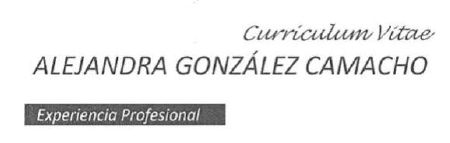 Curriculum Vitae
ALEJANDRA GONZÁLEZ CAMACHO
Experiencia Profesional